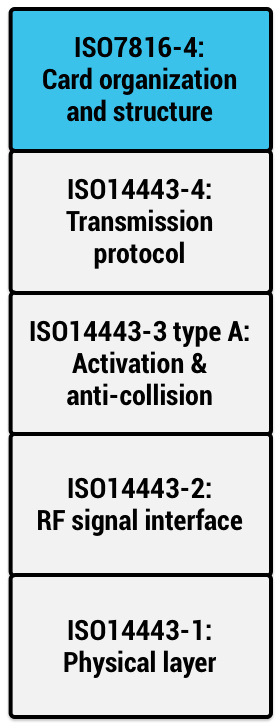 ISO7816-4:
Card organization
and structure
ISO14443-4:
Transmission
protocol
ISO14443-3 type A:
Activation &
anti-collision
ISO14443-2:
RF signal interface
ISO14443-1:
Physical layer